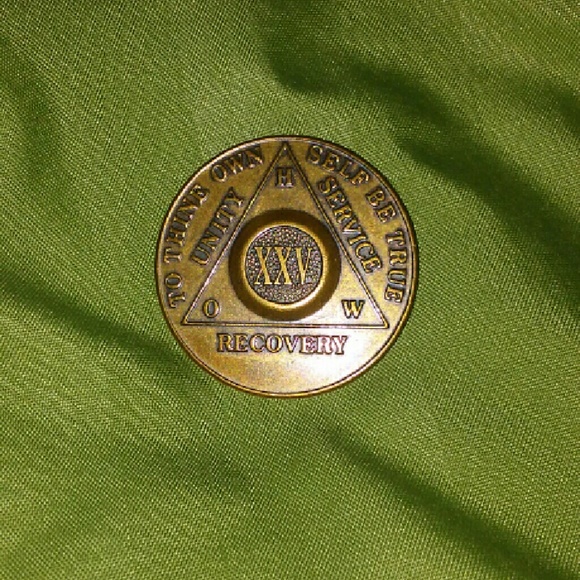 TO THINE OWN SELF BE TRUE
UNITY
SERVICE
RECOVERY
H
O
W
XXV